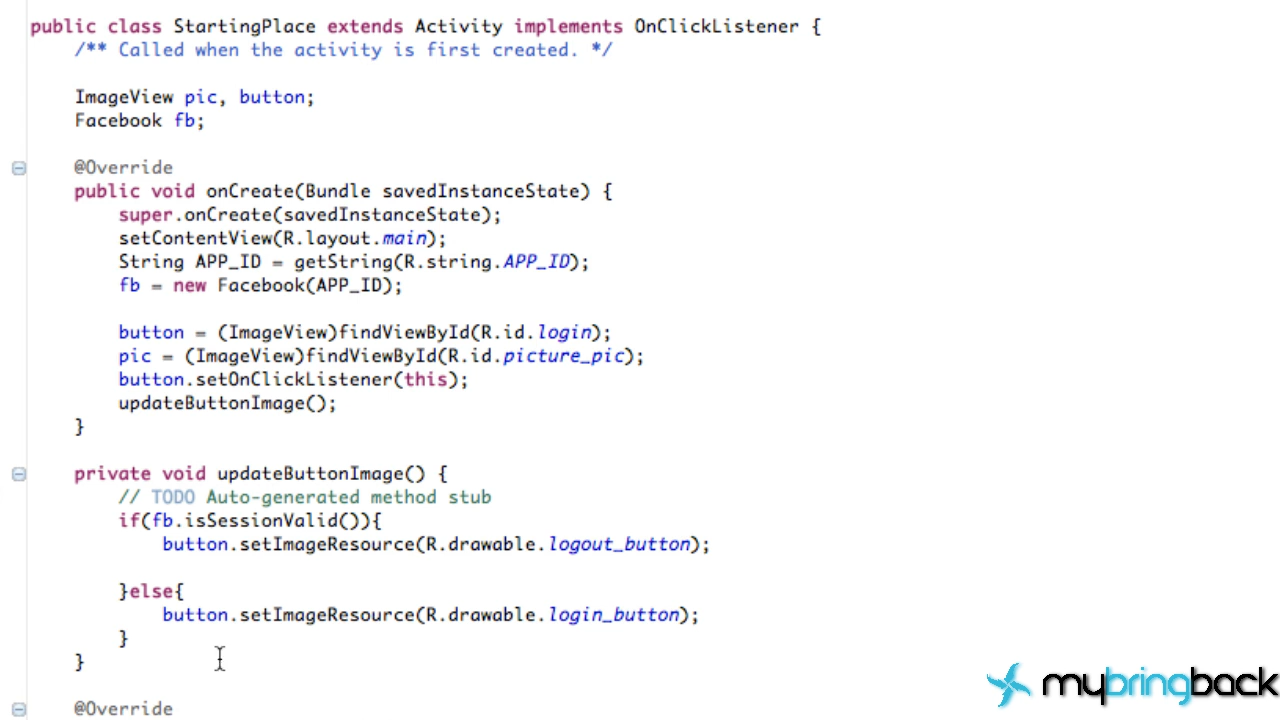 public class StartingPlace extends Activity implements OnClickListener {
/** Called when the activity is first created. */
ImageView pic, button;
Facebook fb;
@Override
public void onCreate(Bundle savedInstanceState) {
super.onCreate(savedInstanceState);
setContentView(R.layout.main);
String APP_ID = getString(R.string.APP_ID);
fb = new Facebook(APP_ID);
button = (ImageView)findViewById(R.id.login);
pic = (ImageView)findViewById(R.id.picture_pic);
button.setOnClickListener(this);
updateButtonImage();
}
private void updateButtonImage() {
// TODO Auto-generated method stub
if(fb.isSessionValid()){
button.setImageResource(R.drawable.logout_button);
}else{
button.setImageResource(R.drawable.login_button);
}
}
@Override
mybringback